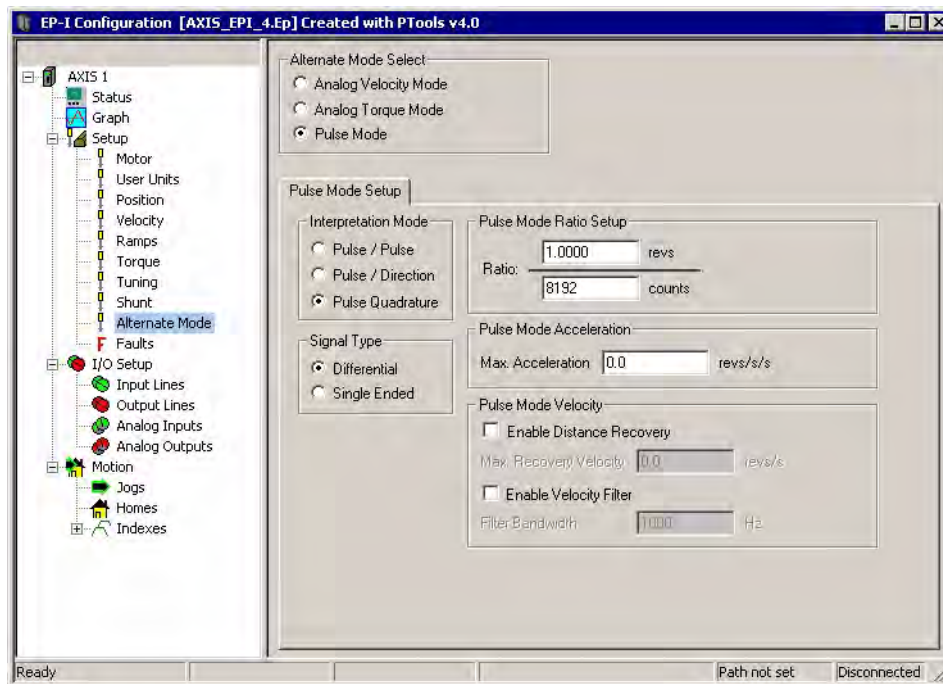 EP-I Configuration [AXIS_EPI_4.Ep] Created with PTools v4.0
AXIS 1
Status
Graph
Setup
Motor
User Units
Position
Velocity
Ramps
Torque
Tuning
Shunt
Alternate Mode
F Faults
I/O Setup
Input Lines
Output Lines
Analog Inputs
Analog Outputs
Motion
Jogs
Homes
Indexes
Alternate Mode Select
Analog Velocity Mode
Analog Torque Mode
Pulse Mode
Pulse Mode Setup
Interpretation Mode
Pulse / Pulse
Pulse / Direction
Pulse Quadrature
Signal Type
Differential
Single Ended
Pulse Mode Ratio Setup
1.0000 revs
Ratio:
8192 counts
Pulse Mode Acceleration
Max. Acceleration 0.0 revs/s/s
Pulse Mode Velocity
Enable Distance Recovery
Max. Recovery Velocity 0.0 revs/s
Enable Velocity Filter
Filter Bandwidth 1000 Hz
Ready
Path not set
Disconnected